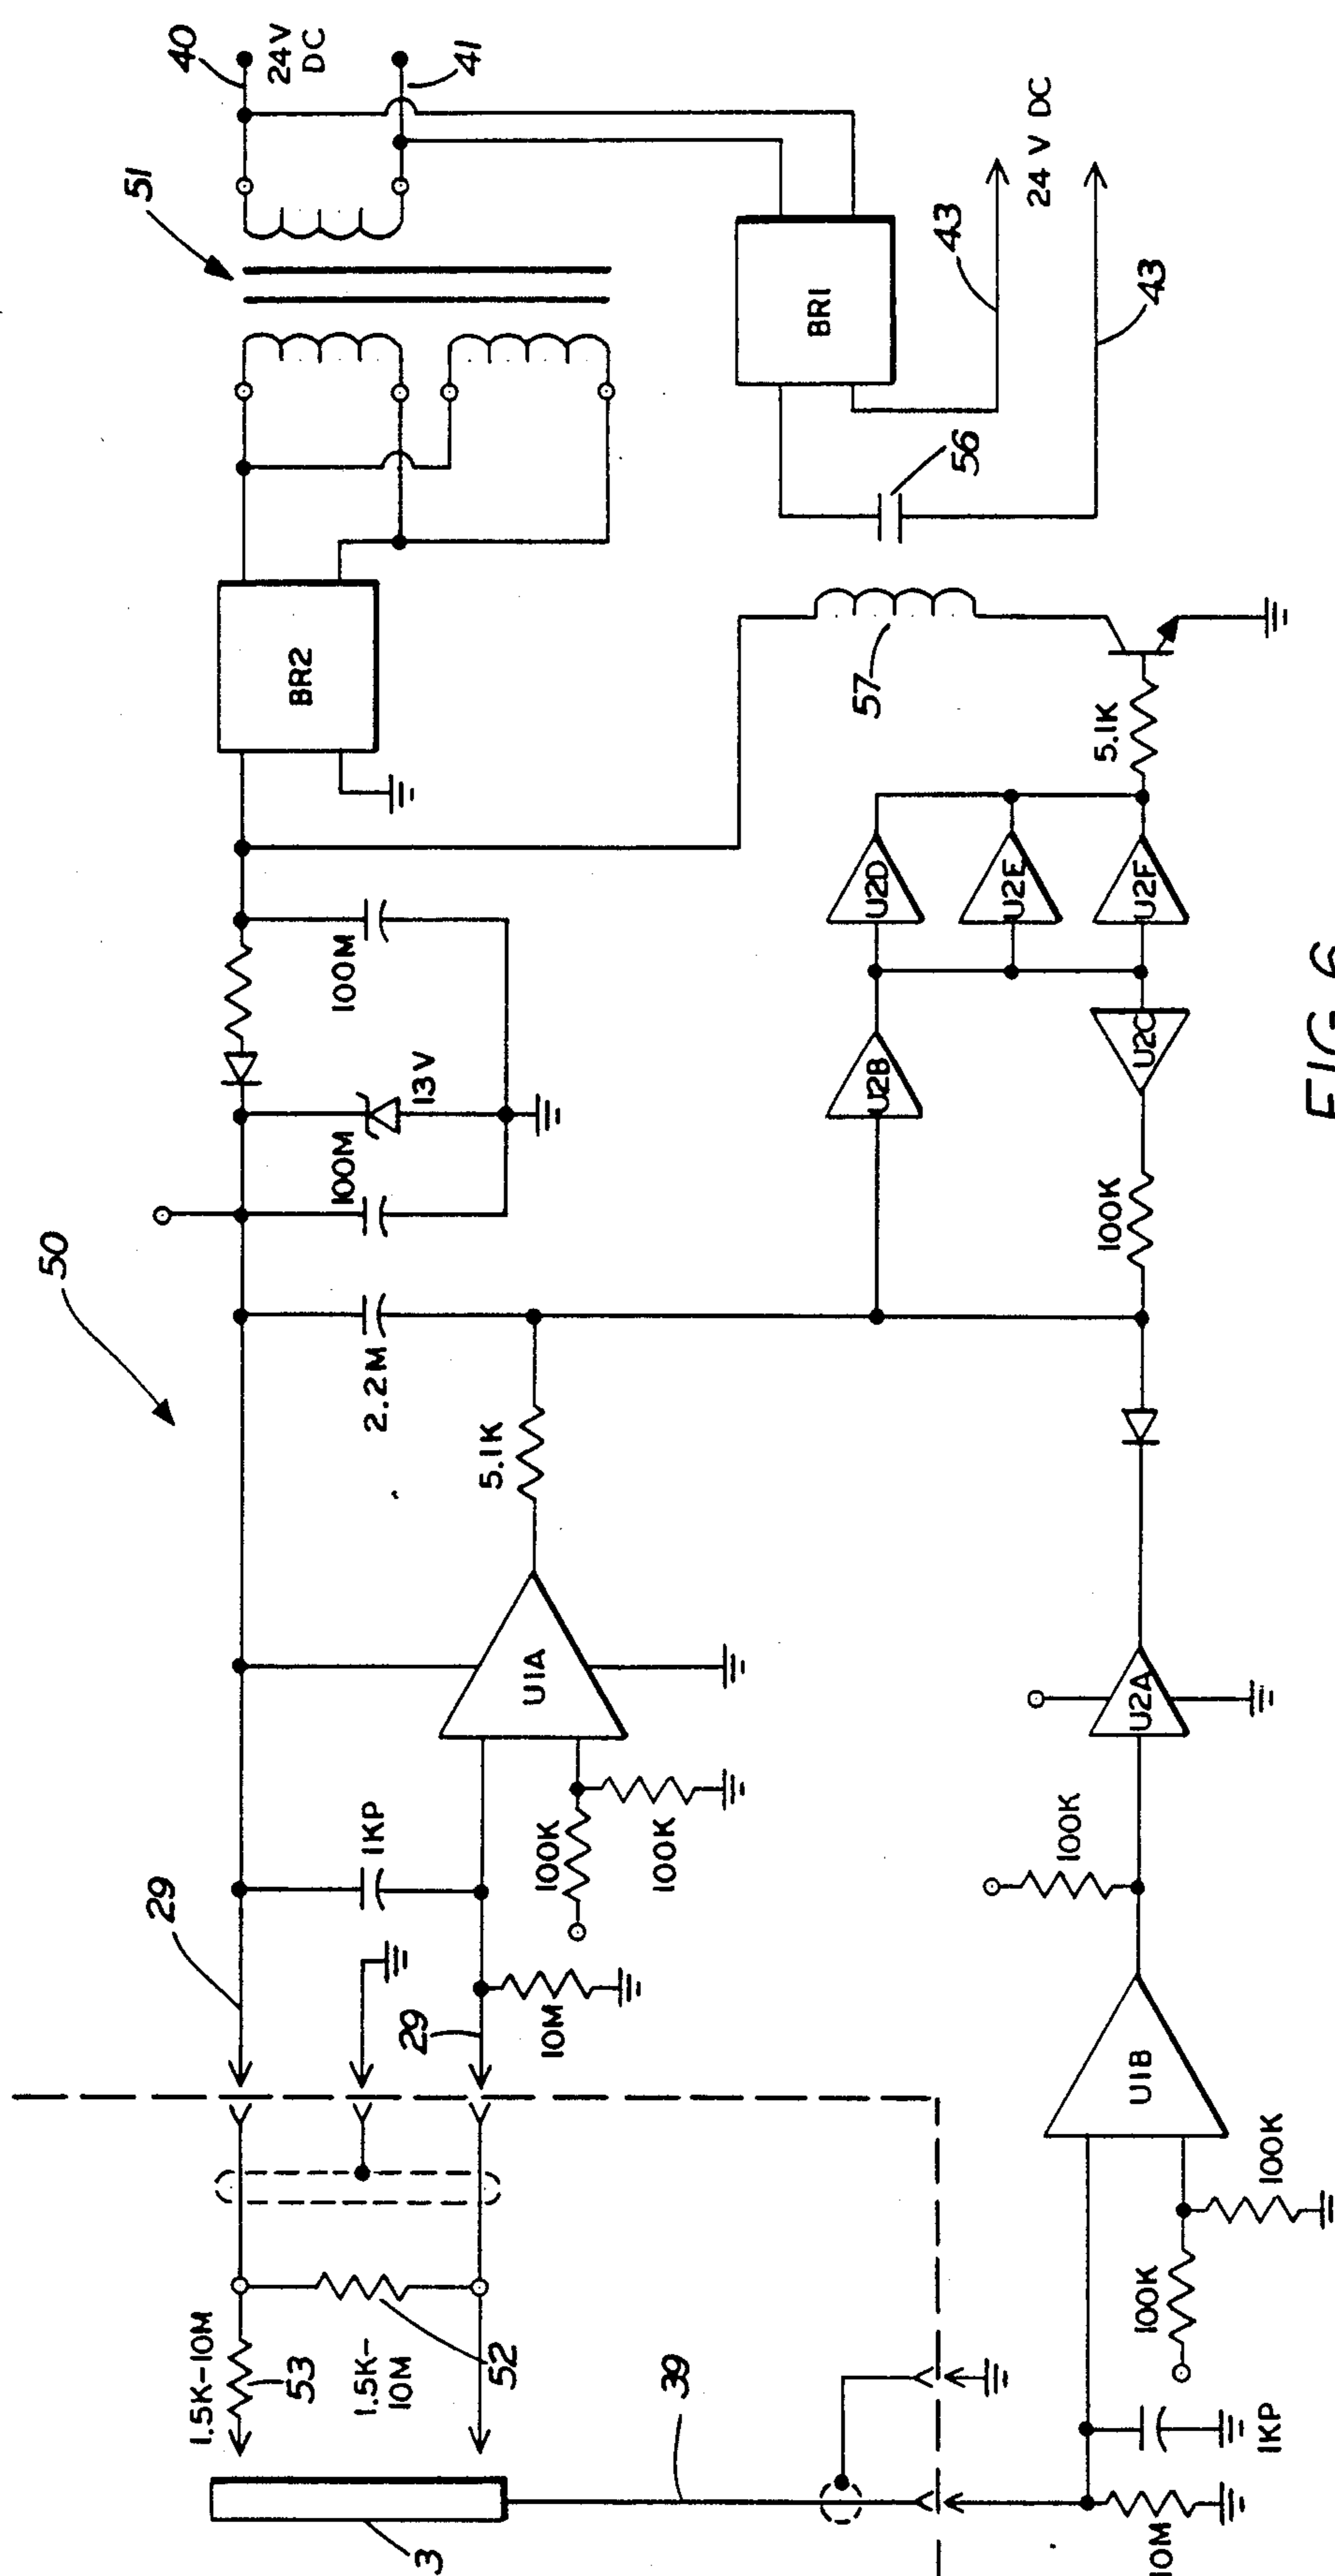 40
24V
DC
41
51
BR1
43
24 V DC
43
56
BR2
57
5.1K
100M
13V
100M
U2D
U2E
U2F
U2B
U2C
100K
50
2.2M
5.1K
U1A
U2A
29
1KP
100K
100K
29
10M
100K
U1B
100K
100K
1KP
10M
1.5K-10M
53
1.5K-
10M
52
39
3
FIG 6